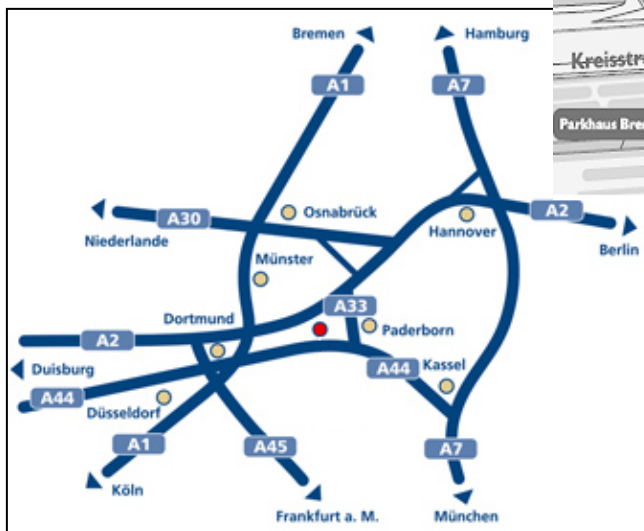 Bremen
Hamburg
Kreisstr
A1
A7
Parkhaus Bre
A30
Osnabrück
A2
Niederlande
Hannover
Berlin
Münster
A33
Dortmund
Paderborn
A2
Duisburg
A44
Kassel
A44
Düsseldorf
A1
A45
A7
Köln
Frankfurt a. M.
München